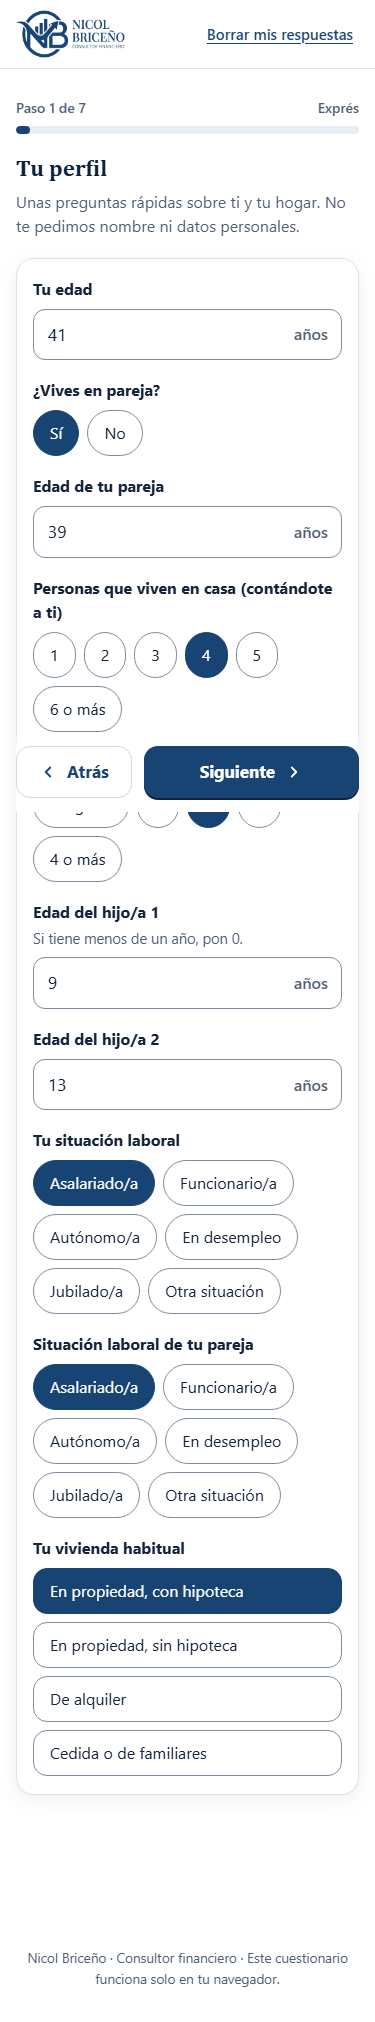 NICOL
BRICEÑO
CONSULTOR FINANCIERO
Borrar mis respuestas
Paso 1 de 7
Exprés
Tu perfil
Unas preguntas rápidas sobre ti y tu hogar. No
te pedimos nombre ni datos personales.
Tu edad
41
años
¿Vives en pareja?
Sí
No
Edad de tu pareja
39
años
Personas que viven en casa (contándote
a ti)
1
2
3
4
5
6 o más
Atrás
Siguiente
4 o más
Edad del hijo/a 1
Si tiene menos de un año, pon 0.
9
años
Edad del hijo/a 2
13
años
Tu situación laboral
Asalariado/a
Funcionario/a
Autónomo/a
En desempleo
Jubilado/a
Otra situación
Situación laboral de tu pareja
Asalariado/a
Funcionario/a
Autónomo/a
En desempleo
Jubilado/a
Otra situación
Tu vivienda habitual
En propiedad, con hipoteca
En propiedad, sin hipoteca
De alquiler
Cedida o de familiares
Nicol Briceño · Consultor financiero · Este cuestionario
funciona solo en tu navegador.